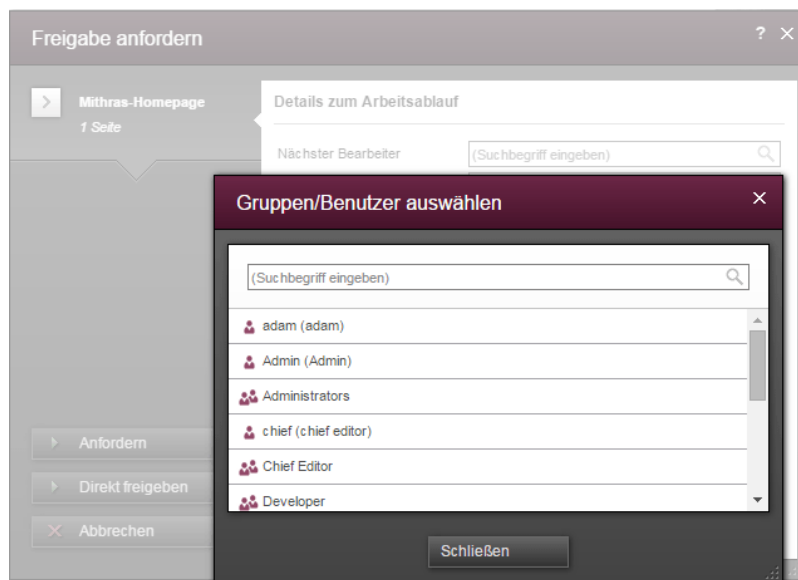 Freigabe anfordern
?
Mithras-Homepage
1 Seite
Details zum Arbeitsablauf
Nächster Bearbeiter
(Suchbegriff eingeben)
Gruppen/Benutzer auswählen
(Suchbegriff eingeben)
adam (adam)
Admin (Admin)
Administrators
chief (chief editor)
Chief Editor
Developer
Anfordern
Direkt freigeben
Abbrechen
Schließen